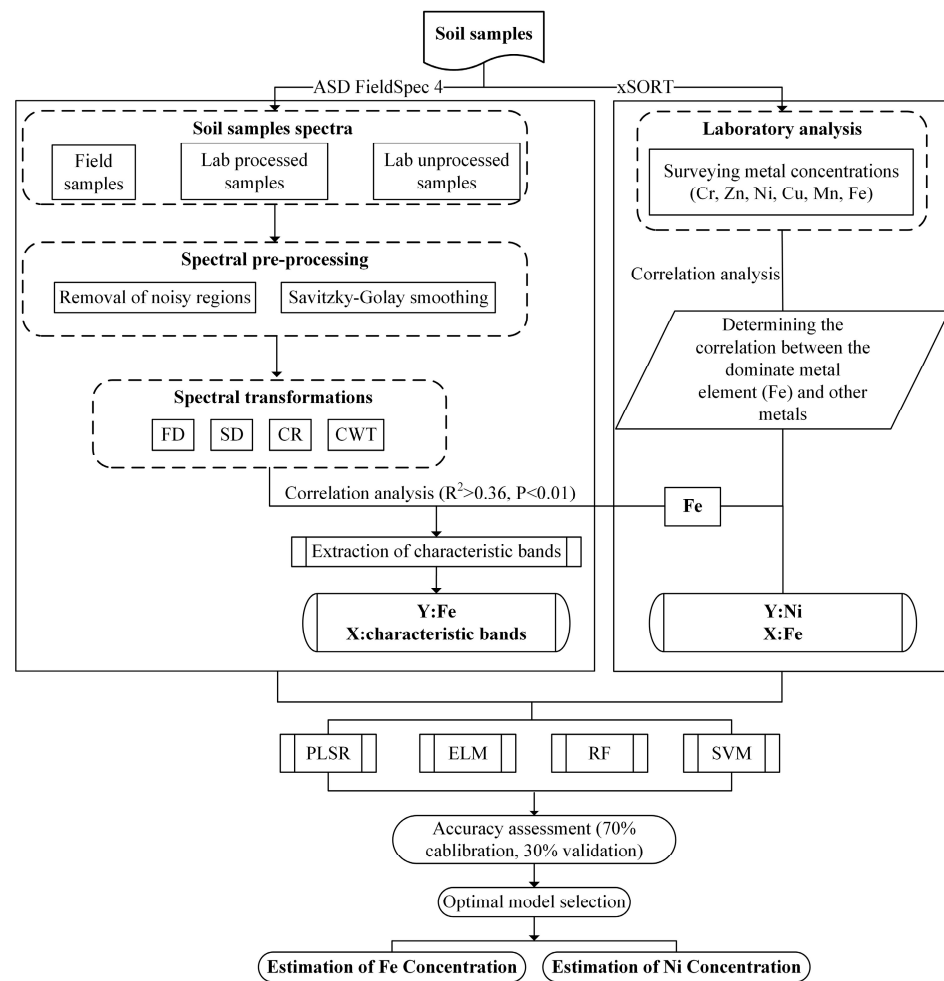 Soil samples
ASD FieldSpec 4
xSORT
Soil samples spectra
Field
samples
Lab processed
samples
Lab unprocessed
samples
Spectral pre-processing
Removal of noisy regions
Savitzky-Golay smoothing
Spectral transformations
FD
SD
CR
CWT
Correlation analysis (R²>0.36, P<0.01)
Extraction of characteristic bands
Y:Fe
X:characteristic bands
Laboratory analysis
Surveying metal concentrations
(Cr, Zn, Ni, Cu, Mn, Fe)
Correlation analysis
Determining the
correlation between the
dominate metal
element (Fe) and other
metals
Fe
Y:Ni
X:Fe
PLSR
ELM
RF
SVM
Accuracy assessment (70%
cablibration, 30% validation)
Optimal model selection
Estimation of Fe Concentration
Estimation of Ni Concentration